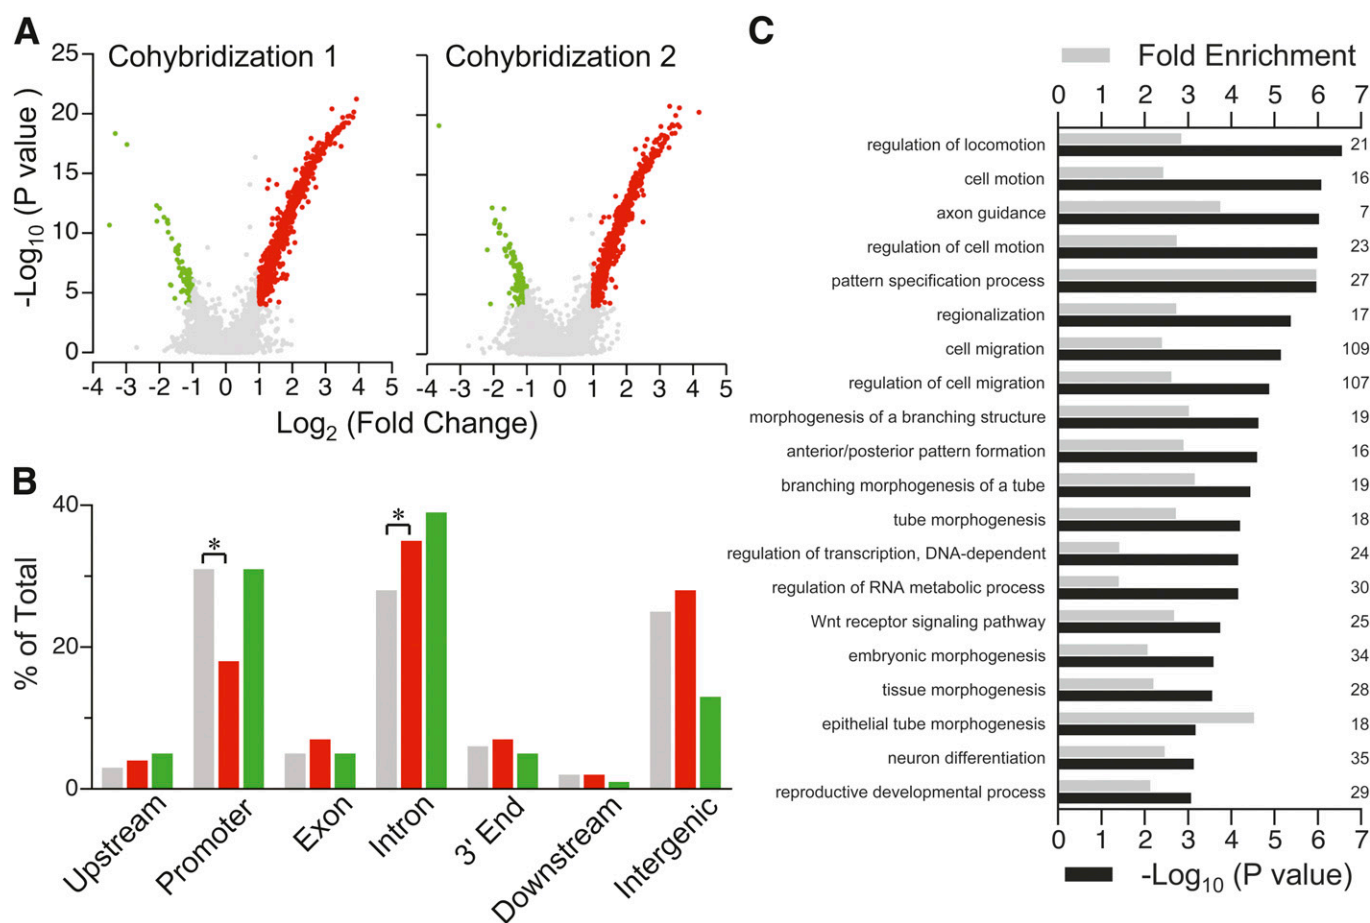 A
Cohybridization 1
Cohybridization 2
-Log10 (P value )
25
20
15
10
5
0
-4 -3 -2 -1 0 1 2 3 4 5
-4 -3 -2 -1 0 1 2 3 4 5
Log2 (Fold Change)
B
% of Total
40
20
0
*
*
Upstream
Promoter
Exon
Intron
3' End
Downstream
Intergenic
C
Fold Enrichment
0 1 2 3 4 5 6 7
regulation of locomotion 21
cell motion 16
axon guidance 7
regulation of cell motion 23
pattern specification process 27
regionalization 17
cell migration 109
regulation of cell migration 107
morphogenesis of a branching structure 19
anterior/posterior pattern formation 16
branching morphogenesis of a tube 19
tube morphogenesis 18
regulation of transcription, DNA-dependent 24
regulation of RNA metabolic process 30
Wnt receptor signaling pathway 25
embryonic morphogenesis 34
tissue morphogenesis 28
epithelial tube morphogenesis 18
neuron differentiation 35
reproductive developmental process 29
0 1 2 3 4 5 6 7
-Log10 (P value)